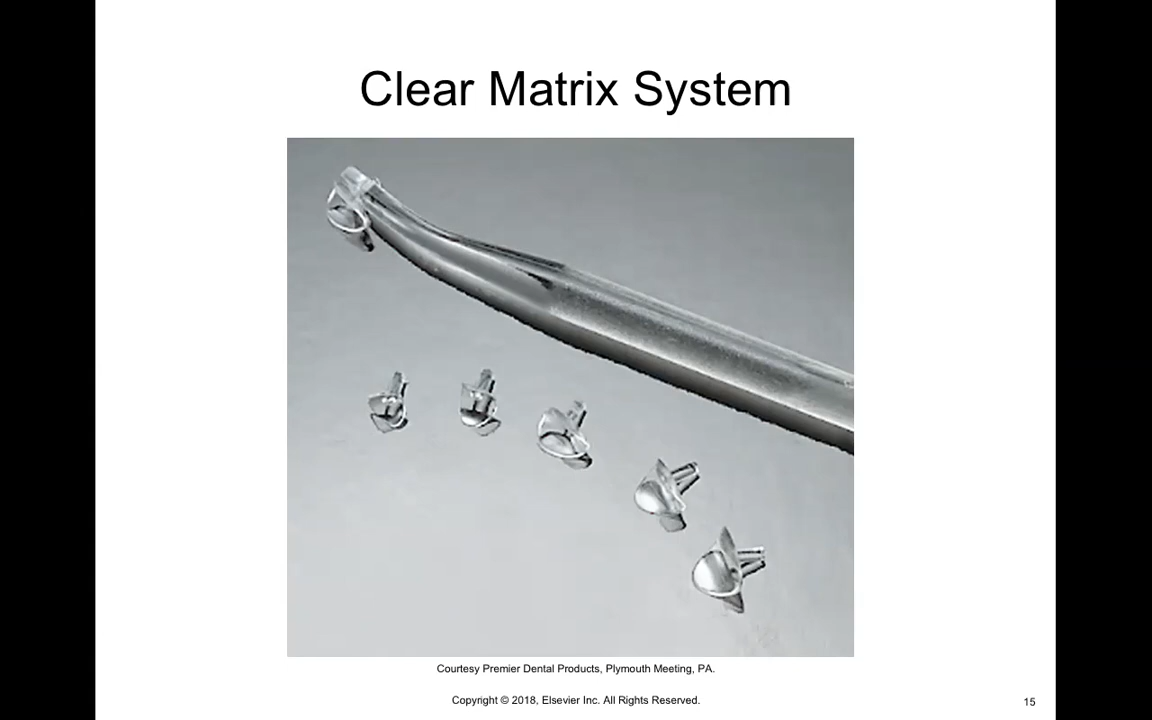 Clear Matrix System
Courtesy Premier Dental Products, Plymouth Meeting, PA.
Copyright © 2018, Elsevier Inc. All Rights Reserved.
15